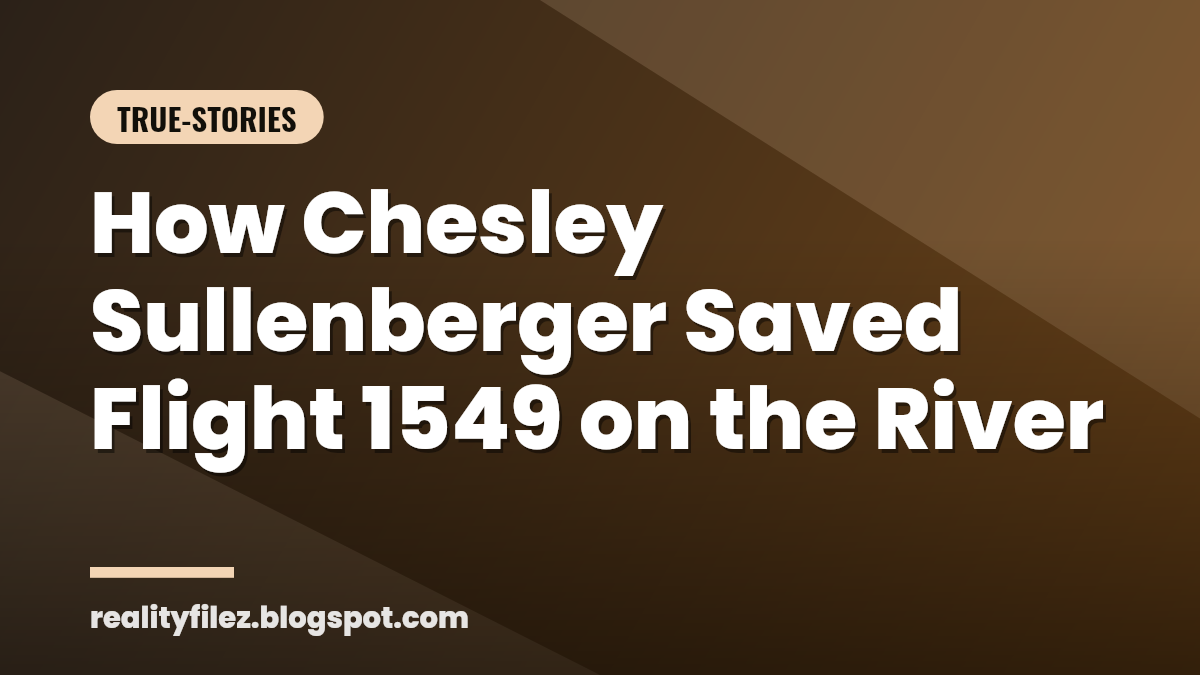 TRUE-STORIES
How Chesley
Sullenberger Saved
Flight 1549 on the River
realityfilez.blogspot.com